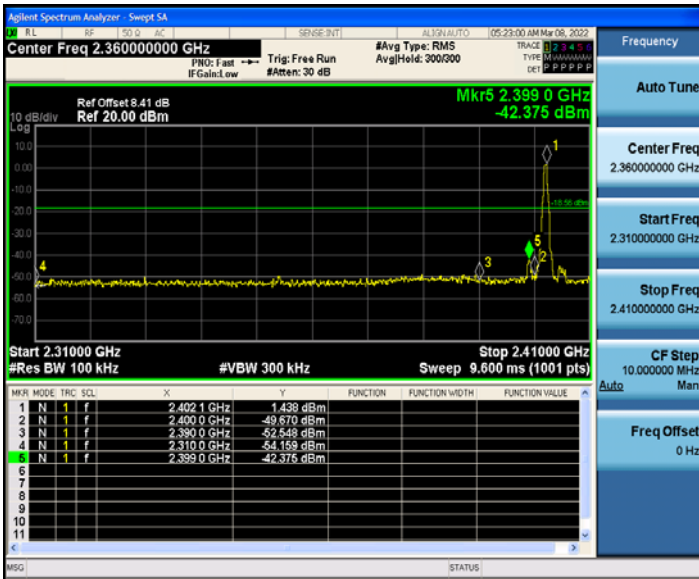 Agilent Spectrum Analyzer - Swept SA
RL RF 50 Ω AC SENSE:INT ALIGN AUTO 05:23:00 AM Mar 08, 2022
Center Freq 2.360000000 GHz
PNO: Fast Trig: Free Run
IFGain:Low #Atten: 30 dB
#Avg Type: RMS
Avg|Hold: 300/300
TRACE 1 2 3 4 5 6
TYPE M
DET P P P P P P
Mkr5 2.399 0 GHz
-42.375 dBm
Ref Offset 8.41 dB
10 dB/div Ref 20.00 dBm
Log
10.0
0.00
-10.0
-20.0
-30.0
-40.0
-50.0
-60.0
-70.0
-18.56 dBm
1
5
2
3
4
Start 2.31000 GHz Stop 2.41000 GHz
#Res BW 100 kHz #VBW 300 kHz Sweep 9.600 ms (1001 pts)
MKR MODE TRC SCL X Y FUNCTION FUNCTION WIDTH FUNCTION VALUE
1 N 1 f 2.402 1 GHz 1.438 dBm
2 N 1 f 2.400 0 GHz -49.670 dBm
3 N 1 f 2.390 0 GHz -52.548 dBm
4 N 1 f 2.310 0 GHz -54.159 dBm
5 N 1 f 2.399 0 GHz -42.375 dBm
6
7
8
9
10
11
MSG STATUS
Frequency
Auto Tune
Center Freq
2.360000000 GHz
Start Freq
2.310000000 GHz
Stop Freq
2.410000000 GHz
CF Step
10.000000 MHz
Auto Man
Freq Offset
0 Hz